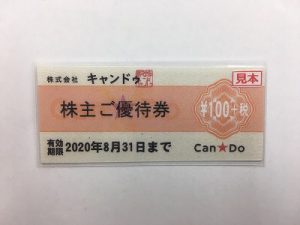 株式会社 キャンドゥ
見本
株主ご優待券
¥100+税
有効期限 2020年8月31日まで
Can★Do